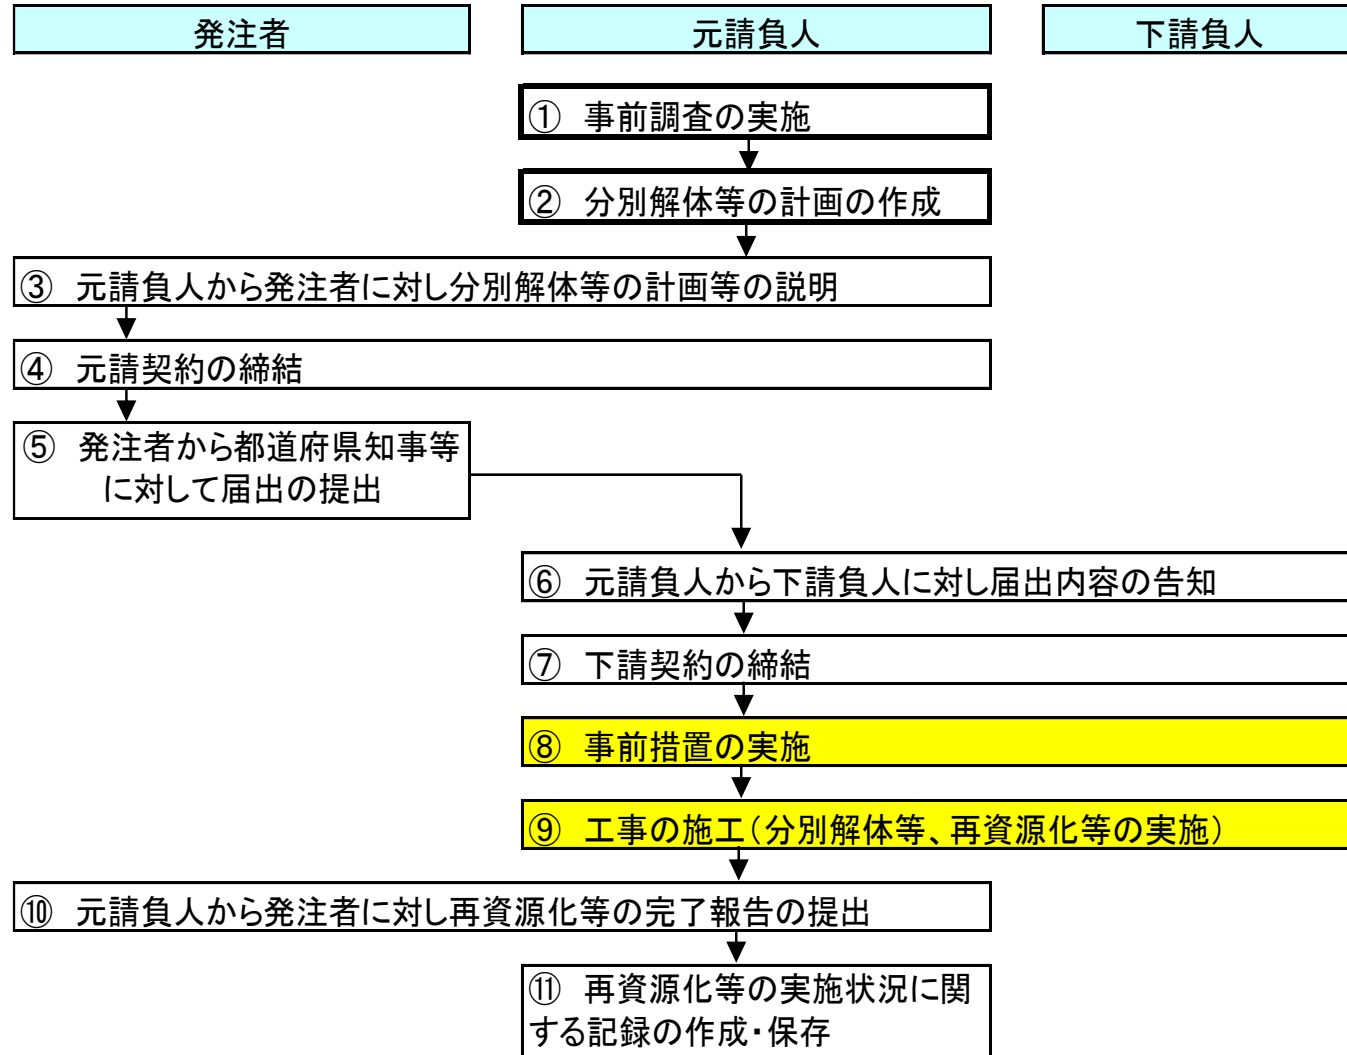 発注者
元請負人
下請負人
① 事前調査の実施
② 分別解体等の計画の作成
③ 元請負人から発注者に対し分別解体等の計画等の説明
④ 元請契約の締結
⑤ 発注者から都道府県知事等
に対して届出の提出
⑥ 元請負人から下請負人に対し届出内容の告知
⑦ 下請契約の締結
⑧ 事前措置の実施
⑨ 工事の施工(分別解体等、再資源化等の実施)
⑩ 元請負人から発注者に対し再資源化等の完了報告の提出
⑪ 再資源化等の実施状況に関
する記録の作成・保存